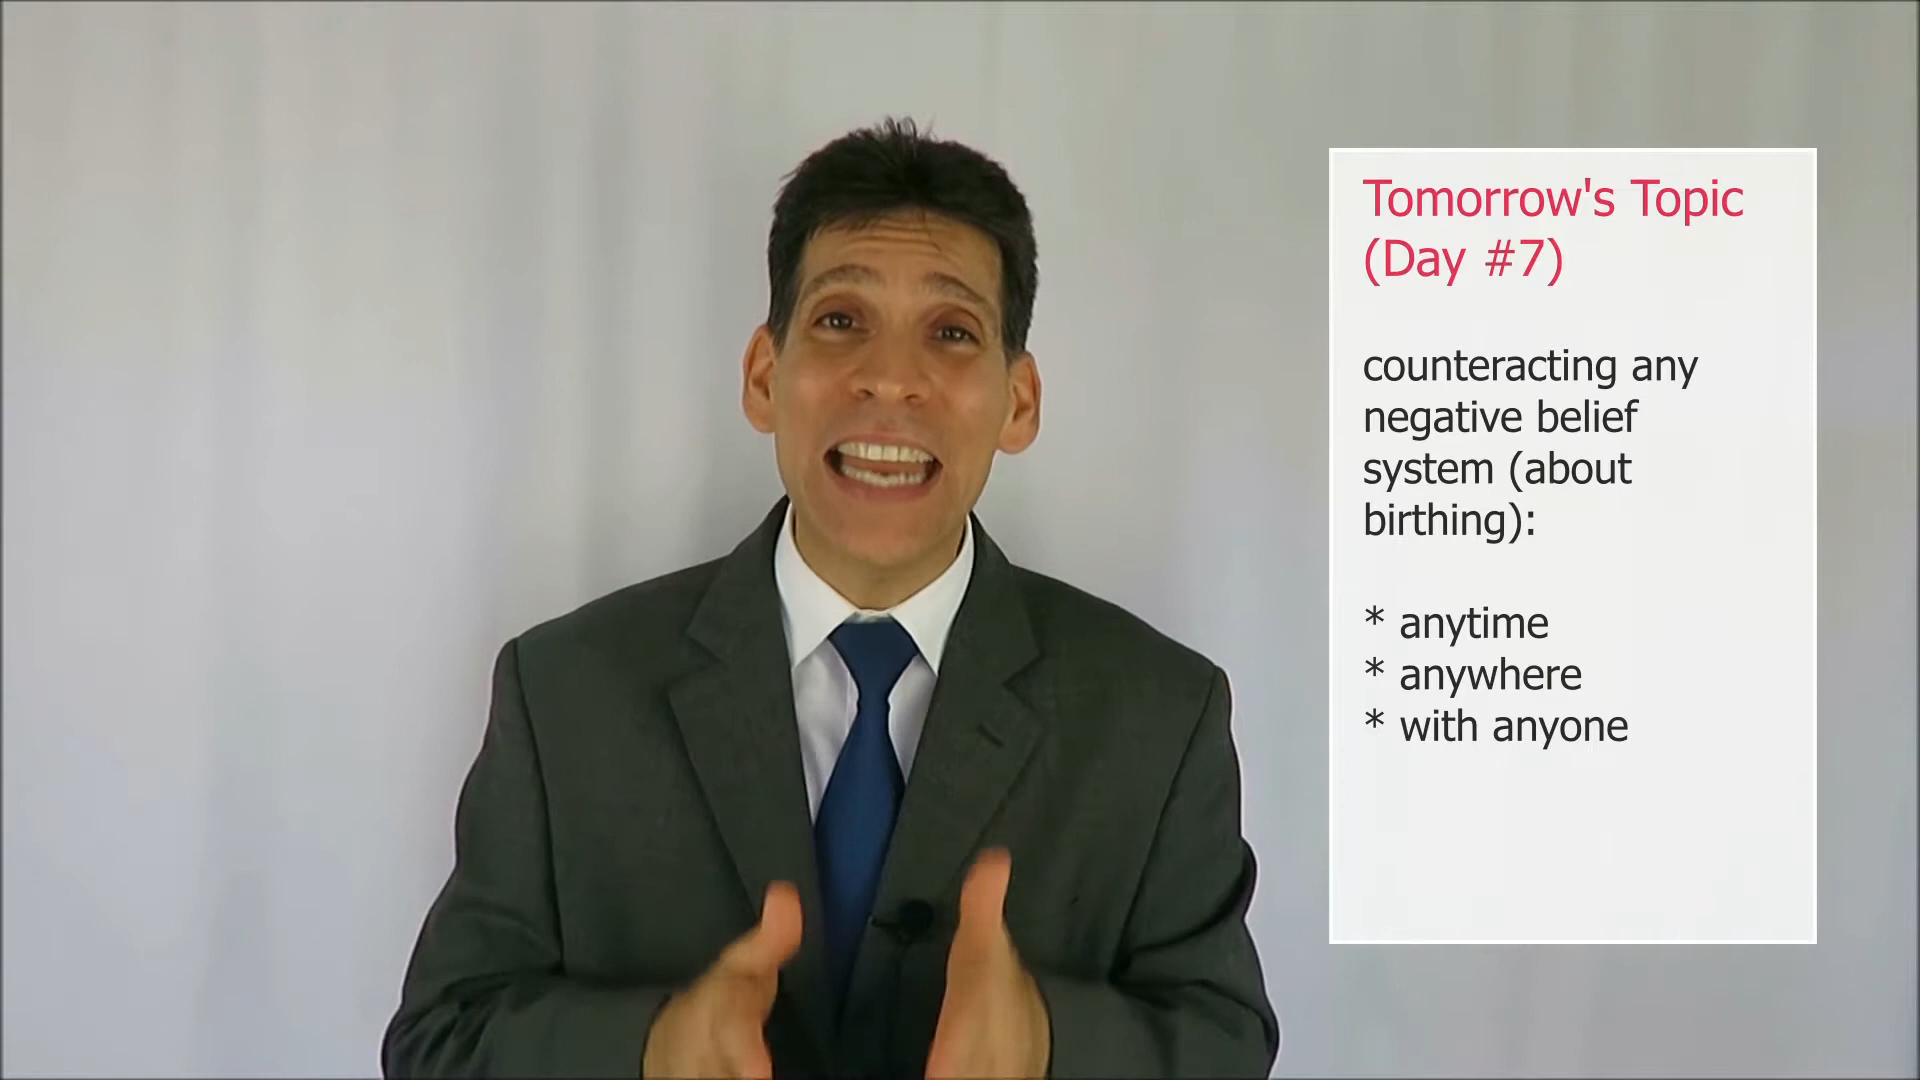 Tomorrow's Topic
(Day #7)
counteracting any
negative belief
system (about
birthing):
* anytime
* anywhere
* with anyone